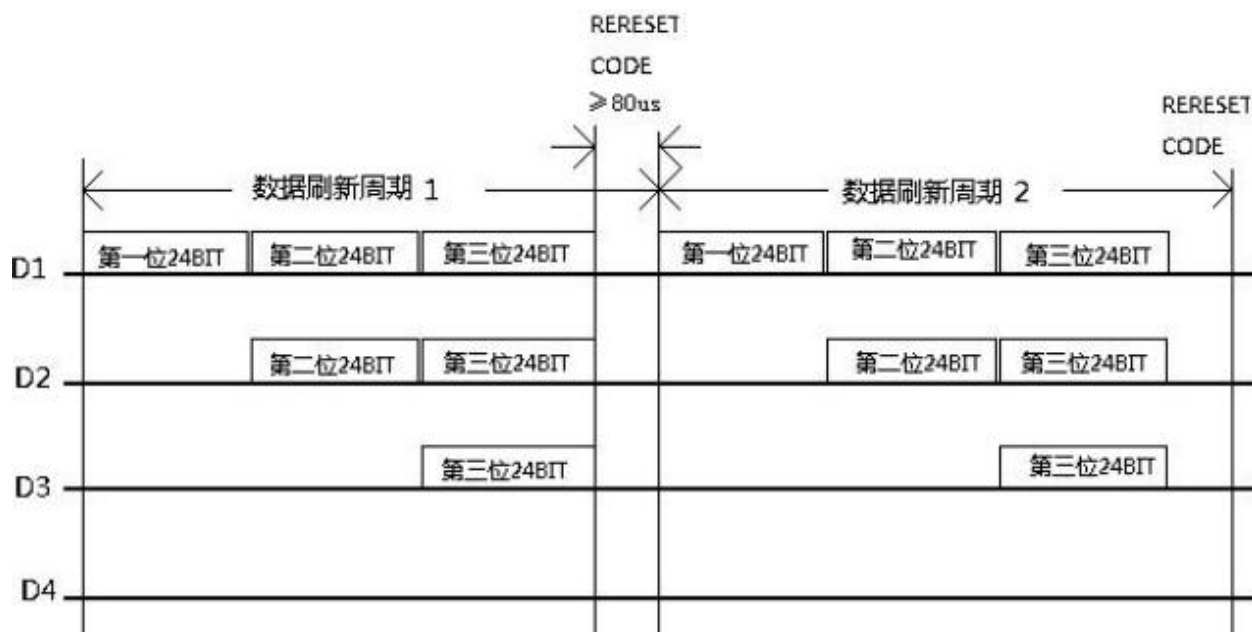 RERESET
CODE
≥80us
RERESET
CODE
数据刷新周期 1
数据刷新周期 2
D1
第一位24BIT
第二位24BIT
第三位24BIT
第一位24BIT
第二位24BIT
第三位24BIT
D2
第二位24BIT
第三位24BIT
第二位24BIT
第三位24BIT
D3
第三位24BIT
第三位24BIT
D4